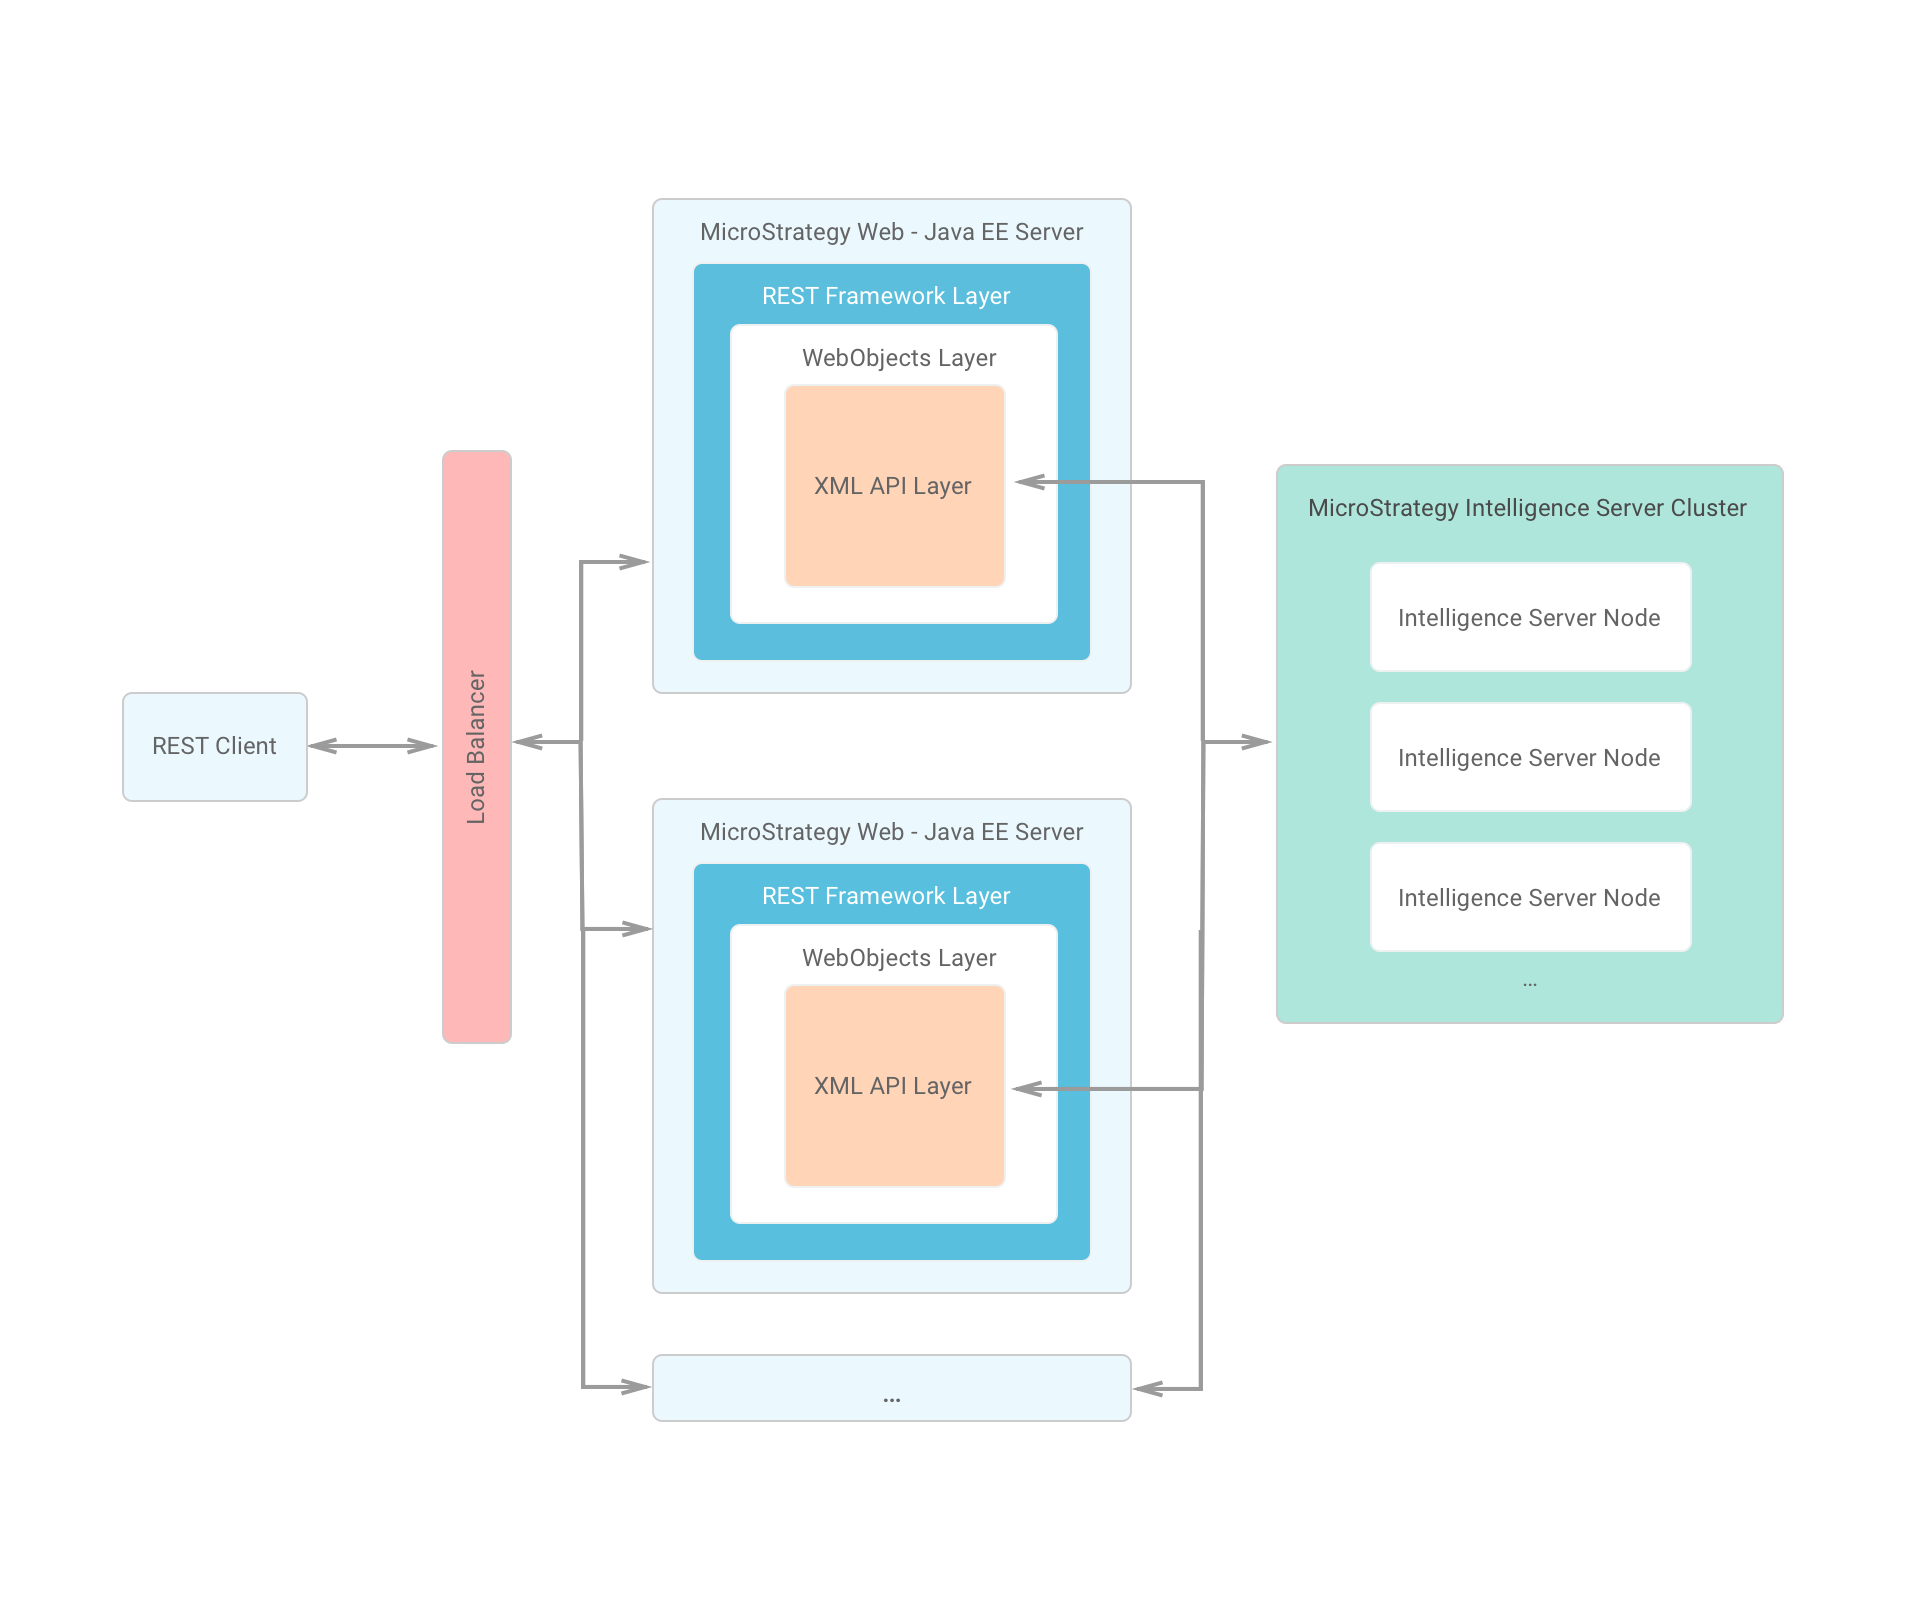 REST Client
Load Balancer
MicroStrategy Web - Java EE Server
REST Framework Layer
WebObjects Layer
XML API Layer
MicroStrategy Web - Java EE Server
REST Framework Layer
WebObjects Layer
XML API Layer
...
MicroStrategy Intelligence Server Cluster
Intelligence Server Node
Intelligence Server Node
Intelligence Server Node
...